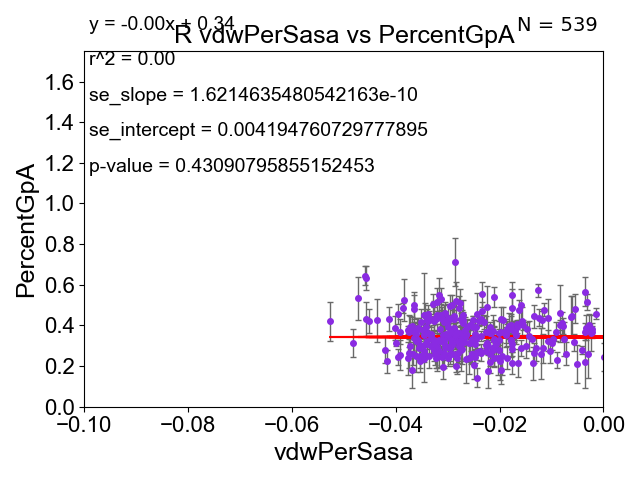 y = -0.00x + 0.34
N = 539
R vdwPerSasa vs PercentGpA
r^2 = 0.00
se_slope = 1.6214635480542163e-10
se_intercept = 0.004194760729777895
p-value = 0.43090795855152453
PercentGpA
1.6
1.4
1.2
1.0
0.8
0.6
0.4
0.2
0.0
−0.10 −0.08 −0.06 −0.04 −0.02 0.00
vdwPerSasa